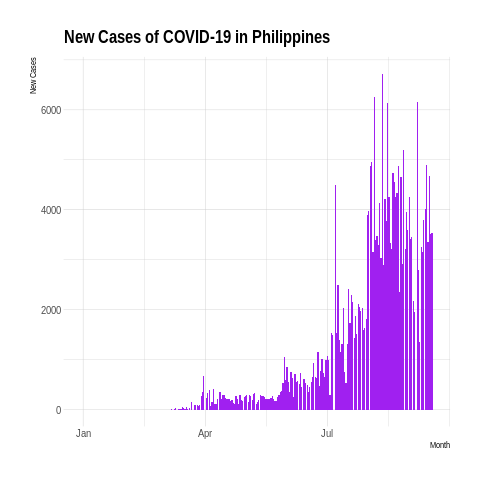 New Cases of COVID-19 in Philippines
New Cases
6000
4000
2000
0
Jan Apr Jul
Month